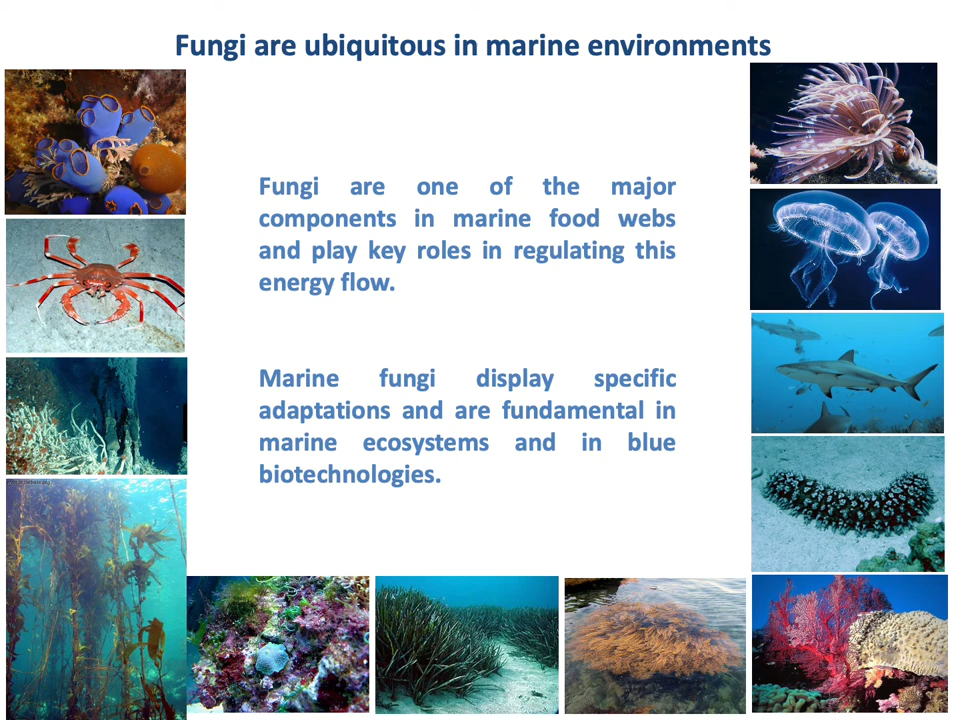 Fungi are ubiquitous in marine environments
Fungi are one of the major
components in marine food webs
and play key roles in regulating this
energy flow.
Marine fungi display specific
adaptations and are fundamental in
marine ecosystems and in blue
biotechnologies.